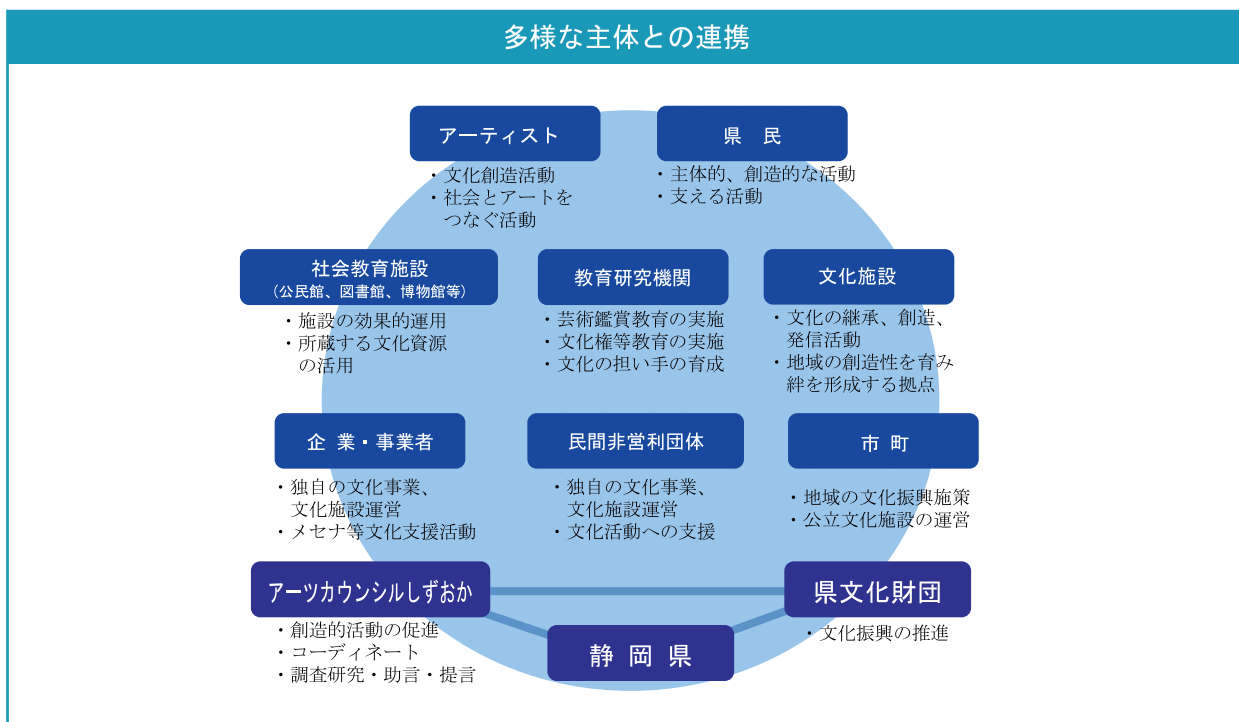 多様な主体との連携
アーティスト
・文化創造活動
・社会とアートを
つなぐ活動
県　民
・主体的、創造的な活動
・支える活動
社会教育施設
（公民館、図書館、博物館等）
・施設の効果的運用
・所蔵する文化資源
の活用
教育研究機関
・芸術鑑賞教育の実施
・文化権等教育の実施
・文化の担い手の育成
文化施設
・文化の継承、創造、
発信活動
・地域の創造性を育み
絆を形成する拠点
企 業・事業者
・独自の文化事業、
文化施設運営
・メセナ等文化支援活動
民間非営利団体
・独自の文化事業、
文化施設運営
・文化活動への支援
市 町
・地域の文化振興施策
・公立文化施設の運営
アーツカウンシルしずおか
・創造的活動の促進
・コーディネート
・調査研究・助言・提言
静 岡 県
県文化財団
・文化振興の推進